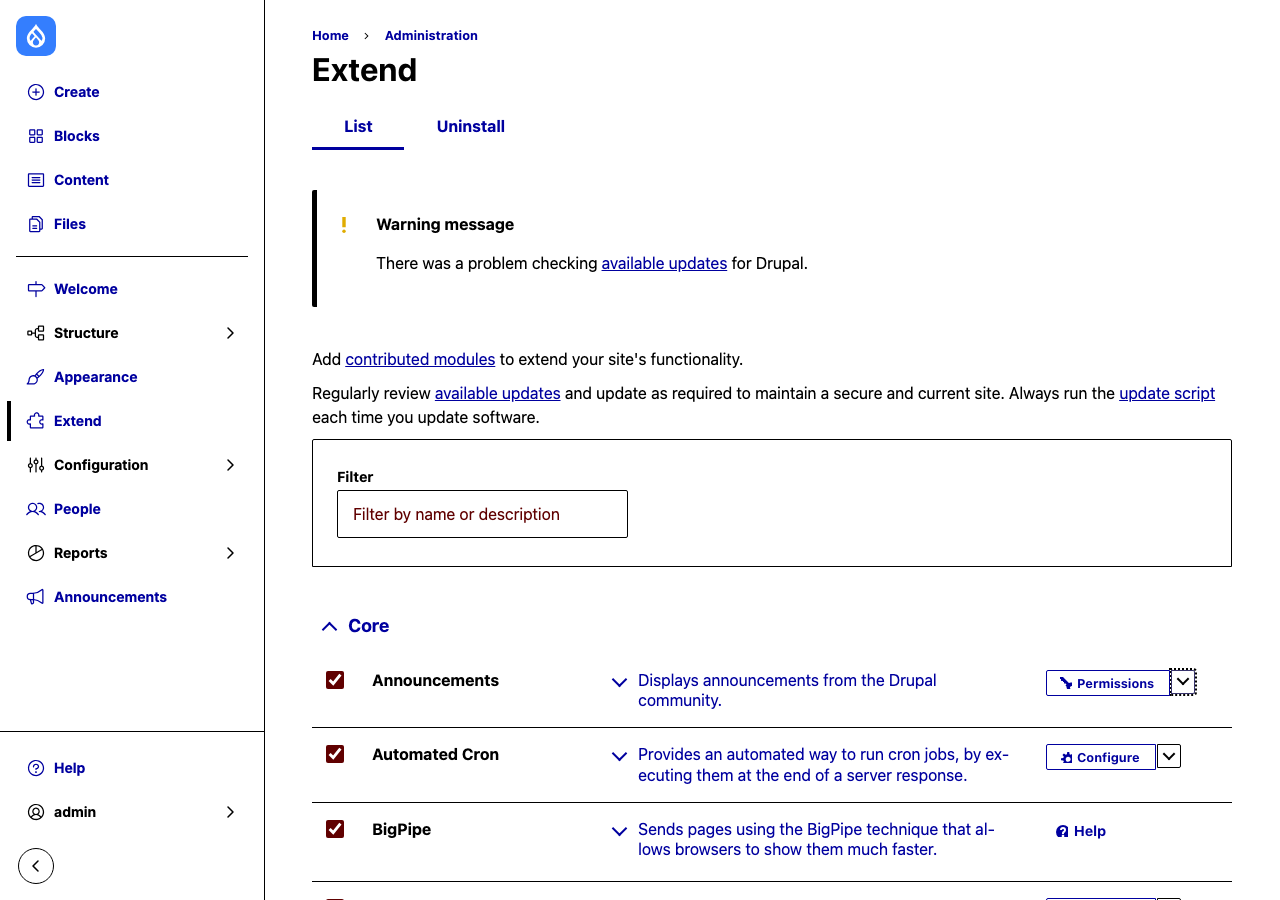 Create
Blocks
Content
Files
Welcome
Structure
Appearance
Extend
Configuration
People
Reports
Announcements
Help
admin
Home › Administration
Extend
List Uninstall
Warning message
There was a problem checking available updates for Drupal.
Add contributed modules to extend your site's functionality.
Regularly review available updates and update as required to maintain a secure and current site. Always run the update script
each time you update software.
Filter
Filter by name or description
Core
Announcements
Displays announcements from the Drupal
community.
Permissions
Automated Cron
Provides an automated way to run cron jobs, by ex-
ecuting them at the end of a server response.
Configure
BigPipe
Sends pages using the BigPipe technique that al-
lows browsers to show them much faster.
Help